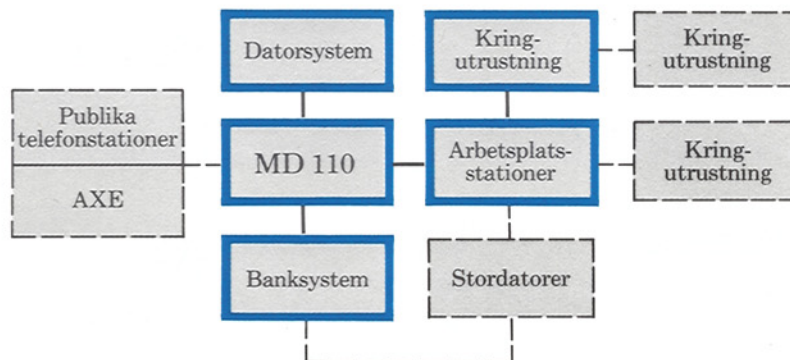 Datorsystem
Kring-
utrustning
Kring-
utrustning
Publika
telefonstationer
AXE
MD 110
Arbetsplats-
stationer
Kring-
utrustning
Banksystem
Stordatorer